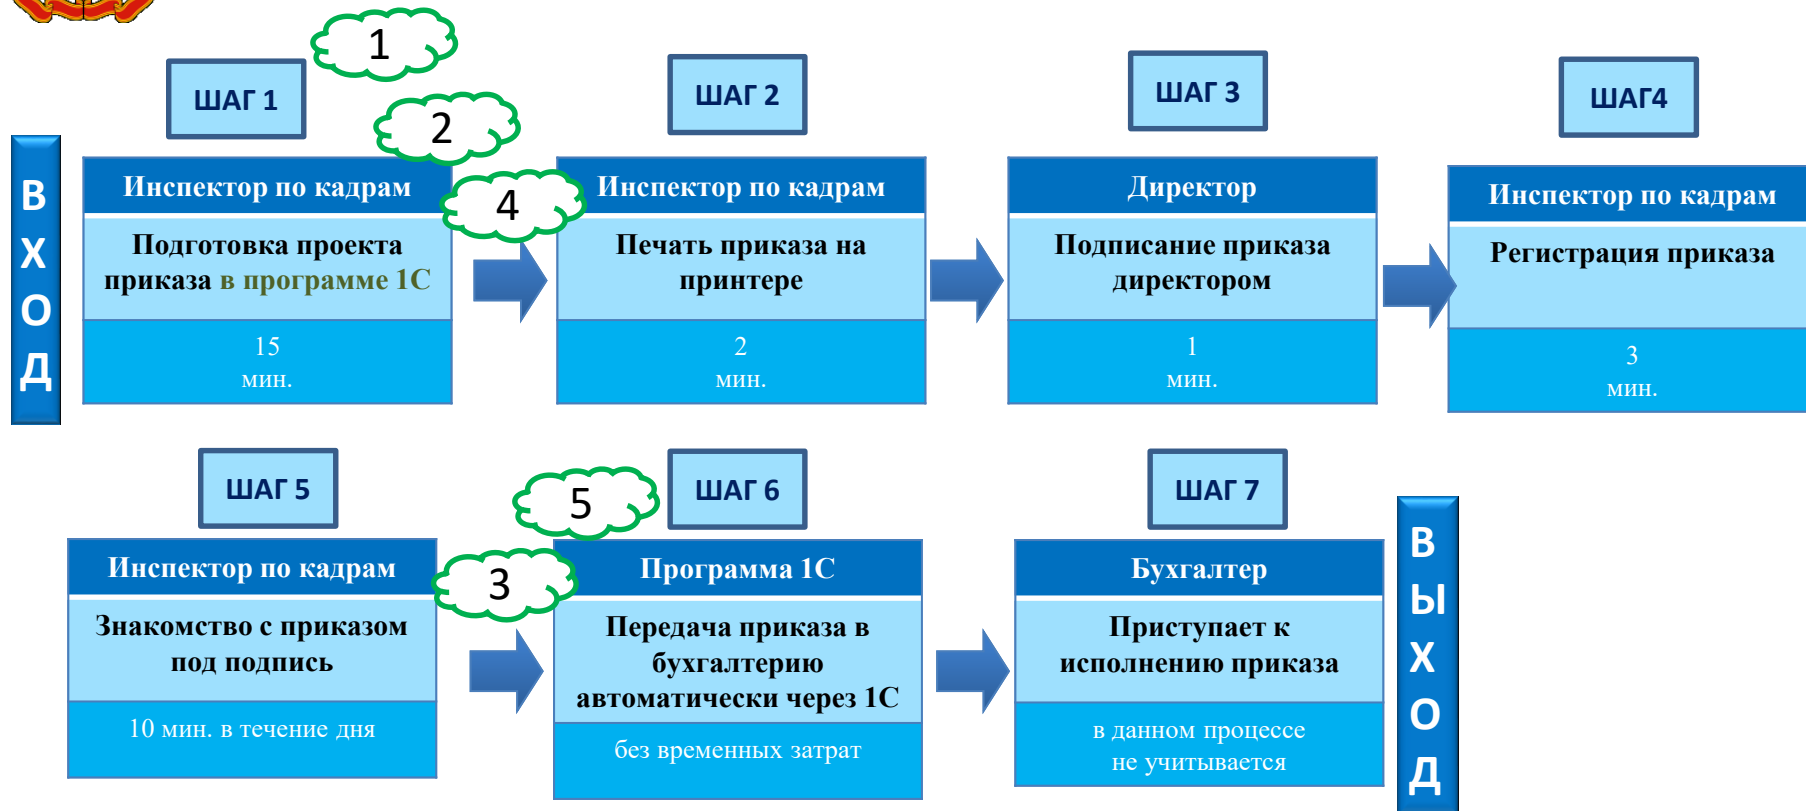 1
2
4
ШАГ 1
ШАГ 2
ШАГ 3
ШАГ4
ВХОД
Инспектор по кадрам
Подготовка проекта
приказа в программе 1С
15
мин.
Инспектор по кадрам
Печать приказа на
принтере
2
мин.
Директор
Подписание приказа
директором
1
мин.
Инспектор по кадрам
Регистрация приказа
3
мин.
ШАГ 5
5
3
ШАГ 6
ШАГ 7
Инспектор по кадрам
Знакомство с приказом
под подпись
10 мин. в течение дня
Программа 1С
Передача приказа в
бухгалтерию
автоматически через 1С
без временных затрат
Бухгалтер
Приступает к
исполнению приказа
в данном процессе
не учитывается
ВЫХОД